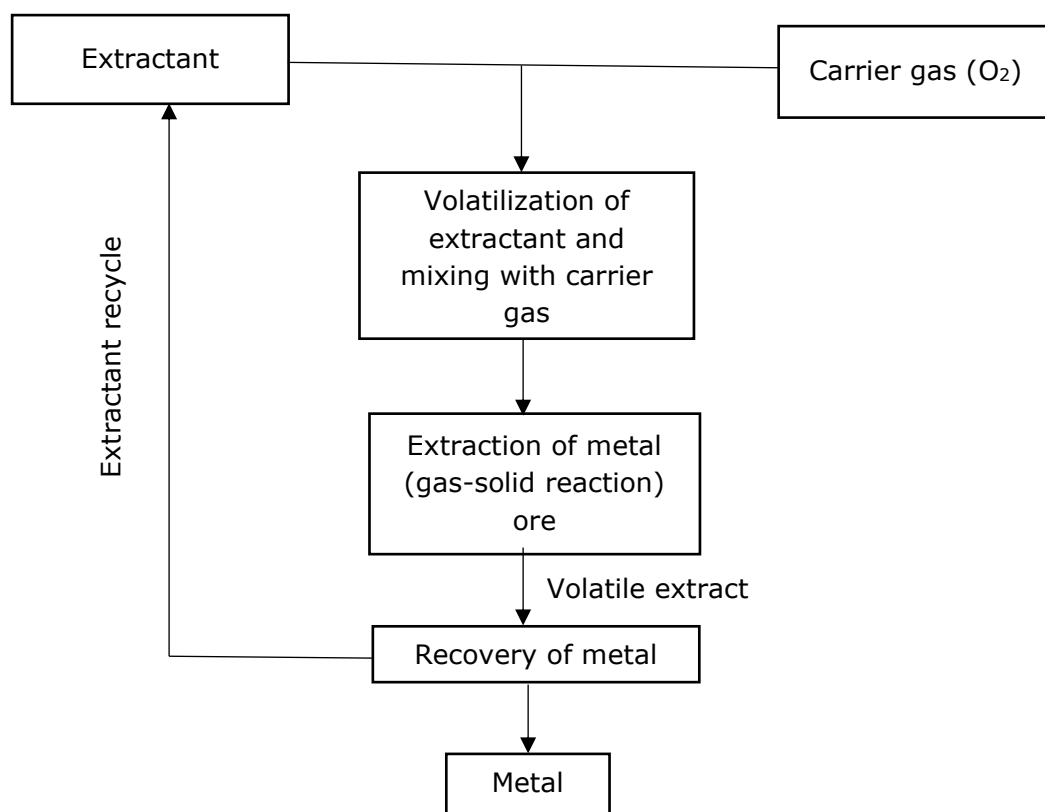 Extractant
Carrier gas (O₂)
Volatilization of
extractant and
mixing with carrier
gas
Extractant recycle
Extraction of metal
(gas-solid reaction)
ore
Volatile extract
Recovery of metal
Metal